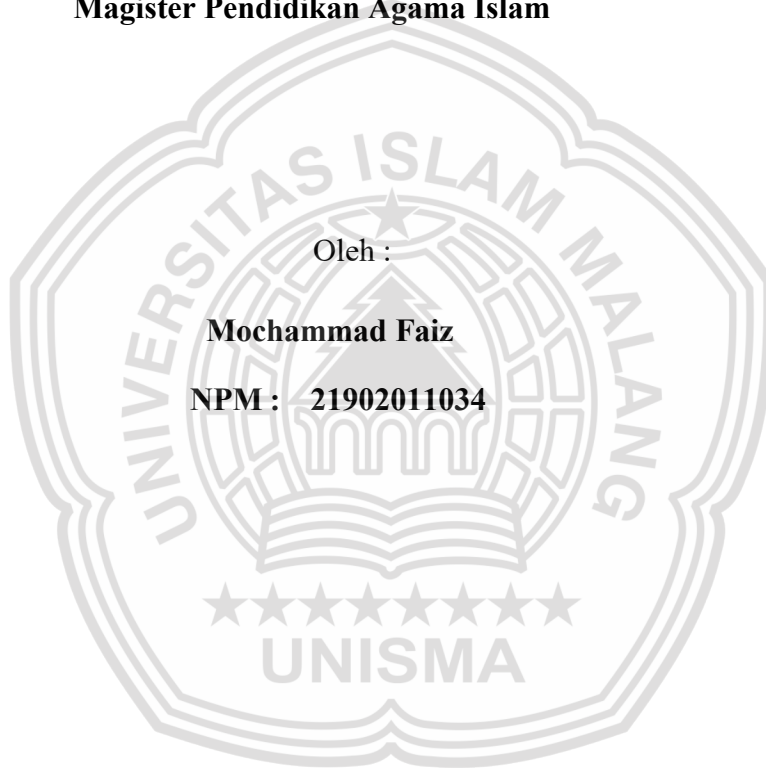 Magister Pendidikan Agama Islam
UNIVERSITAS ISLAM MALANG
Oleh :
Mochammad Faiz
NPM : 21902011034
UNISMA